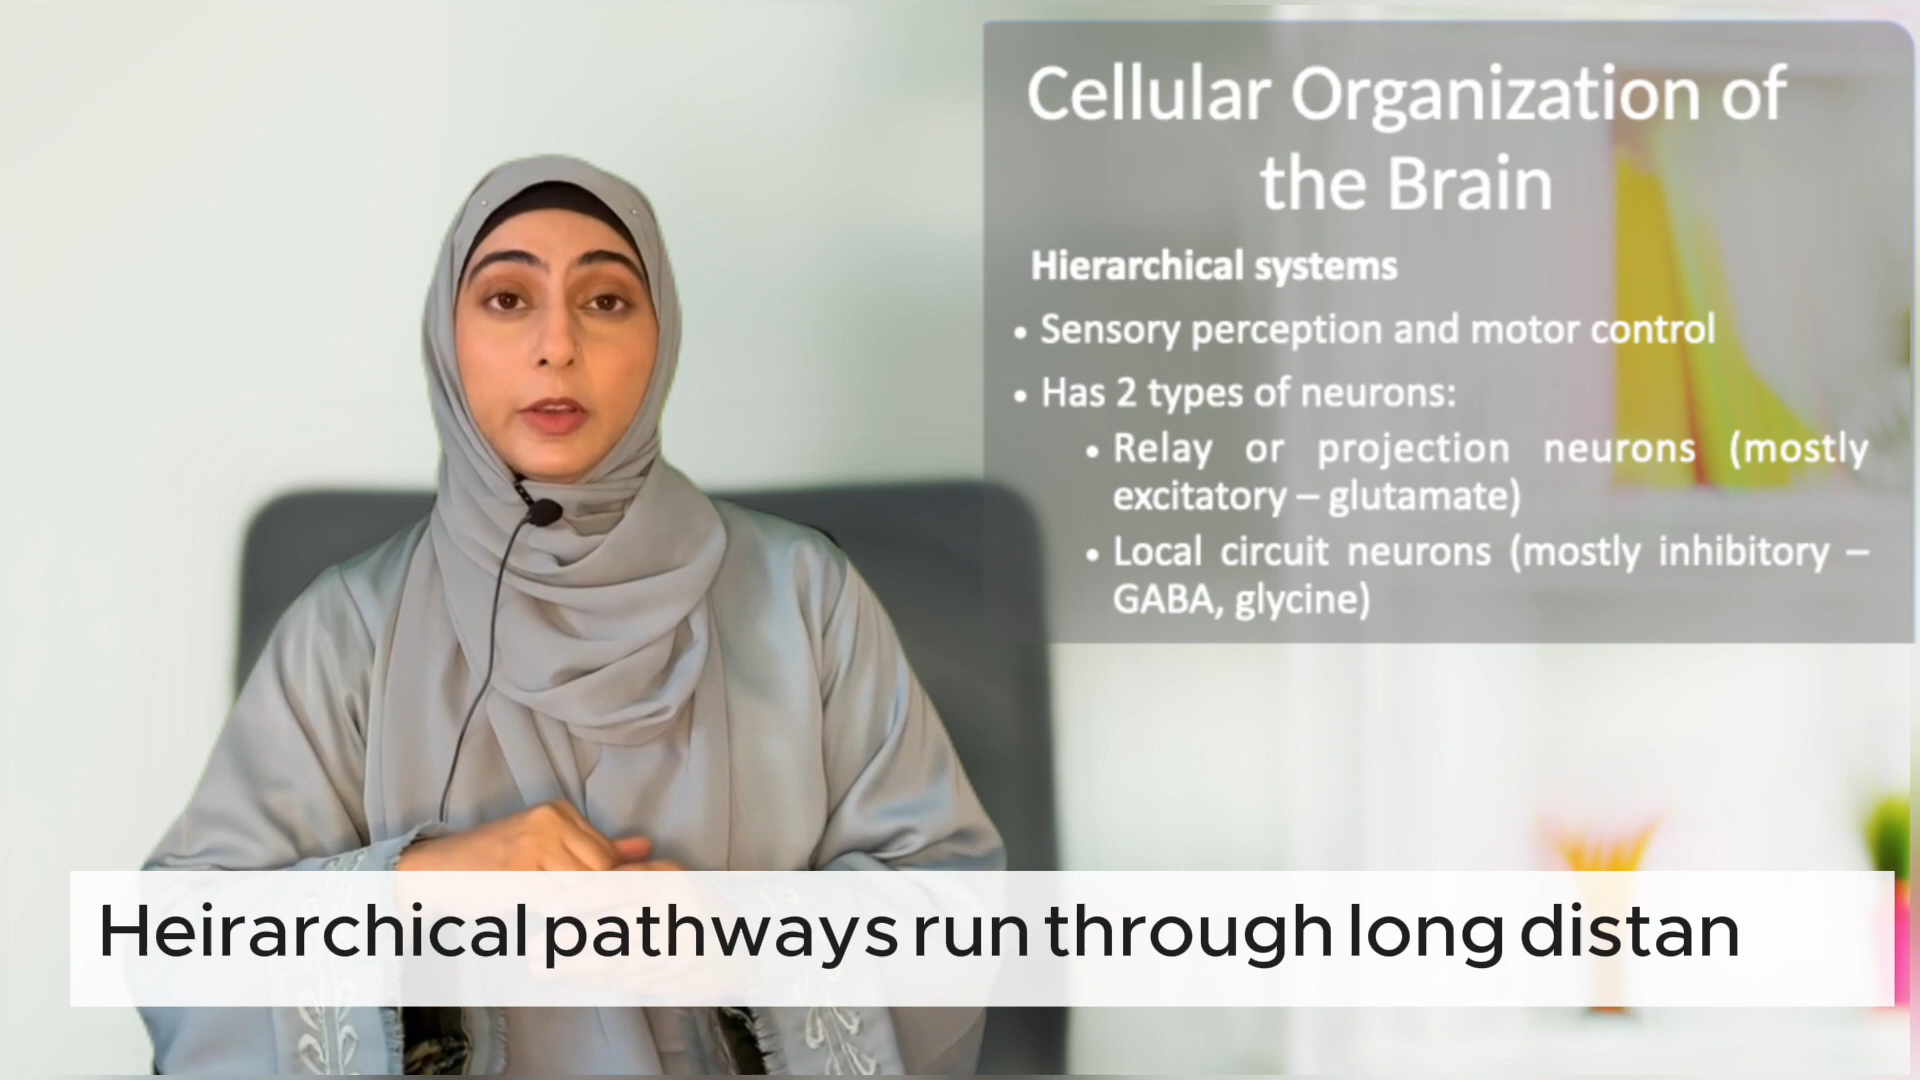 Cellular Organization of
the Brain
Hierarchical systems
• Sensory perception and motor control
• Has 2 types of neurons:
• Relay or projection neurons (mostly
excitatory – glutamate)
• Local circuit neurons (mostly inhibitory –
GABA, glycine)
Heirarchical pathways run through long distan